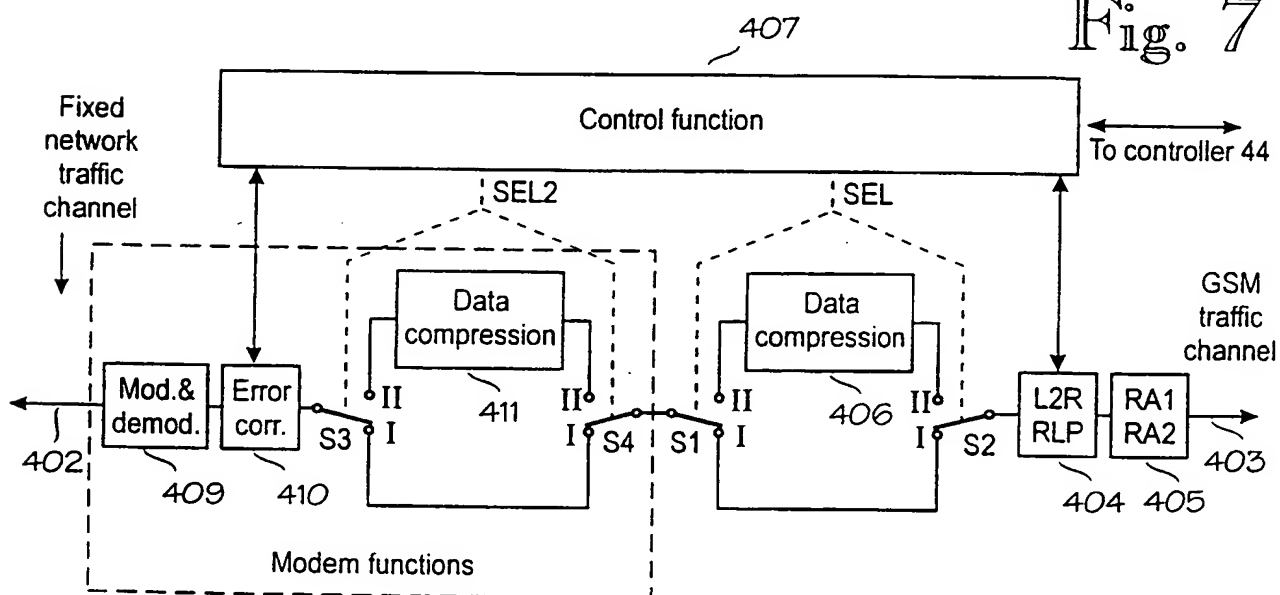 Fig. 7
407
Control function
To controller 44
Fixed
network
traffic
channel
SEL2
SEL
GSM
traffic
channel
Data
compression
411
Data
compression
406
II
II
II
II
I
I
I
I
S3
S4
S1
S2
Mod.&
demod.
Error
corr.
L2R
RLP
RA1
RA2
402
409
410
404
405
403
Modem functions